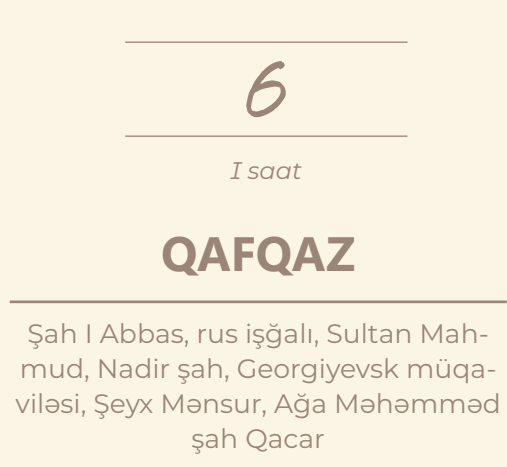 6
I saat
QAFQAZ
Şah I Abbas, rus işğalı, Sultan Mah-
mud, Nadir şah, Georgiyevsk müqa-
viləsi, Şeyx Mənsur, Ağa Məhəmməd
şah Qacar